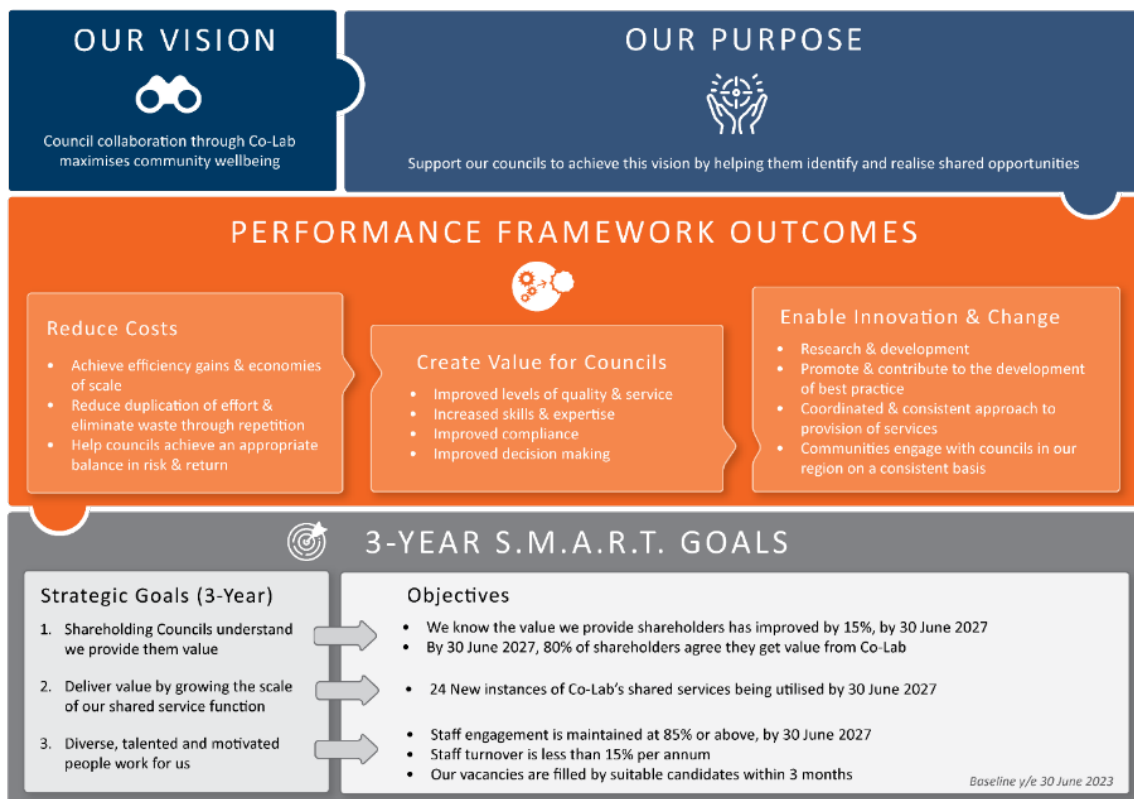 OUR VISION
Council collaboration through Co-Lab
maximises community wellbeing
OUR PURPOSE
Support our councils to achieve this vision by helping them identify and realise shared opportunities
PERFORMANCE FRAMEWORK OUTCOMES
Reduce Costs
• Achieve efficiency gains & economies
of scale
• Reduce duplication of effort &
eliminate waste through repetition
• Help councils achieve an appropriate
balance in risk & return
Create Value for Councils
• Improved levels of quality & service
• Increased skills & expertise
• Improved compliance
• Improved decision making
Enable Innovation & Change
• Research & development
• Promote & contribute to the development
of best practice
• Coordinated & consistent approach to
provision of services
• Communities engage with councils in our
region on a consistent basis
3-YEAR S.M.A.R.T. GOALS
Strategic Goals (3-Year)
1. Shareholding Councils understand
we provide them value
2. Deliver value by growing the scale
of our shared service function
3. Diverse, talented and motivated
people work for us
Objectives
• We know the value we provide shareholders has improved by 15%, by 30 June 2027
• By 30 June 2027, 80% of shareholders agree they get value from Co-Lab
• 24 New instances of Co-Lab's shared services being utilised by 30 June 2027
• Staff engagement is maintained at 85% or above, by 30 June 2027
• Staff turnover is less than 15% per annum
• Our vacancies are filled by suitable candidates within 3 months
Baseline y/e 30 June 2023